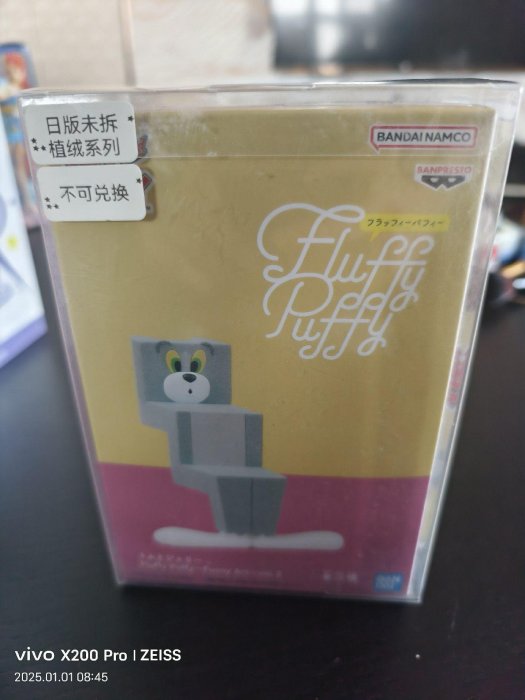 日版未拆
植绒系列
不可兑换
BANDAI NAMCO
BANPRESTO
フラッフィーパフィー
Fluffy
Puffy
vivo X200 Pro | ZEISS
2025.01.01 08:45